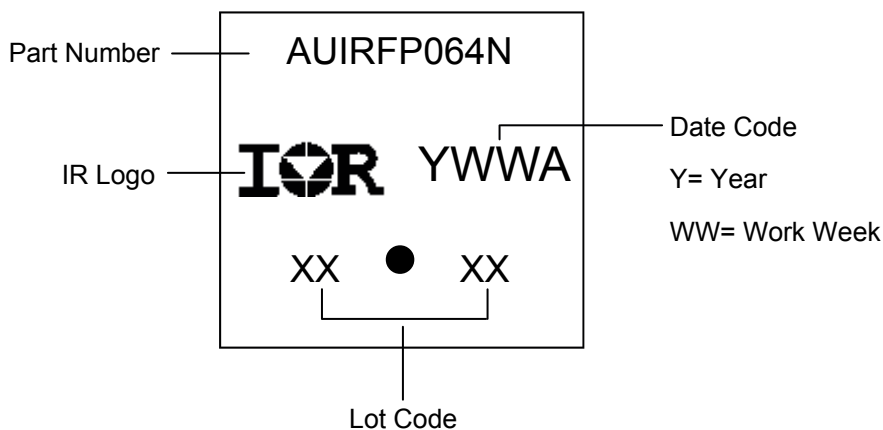 Part Number
AUIRFP064N
IR Logo
IOR
YWWA
Date Code
Y= Year
WW= Work Week
XX
XX
Lot Code